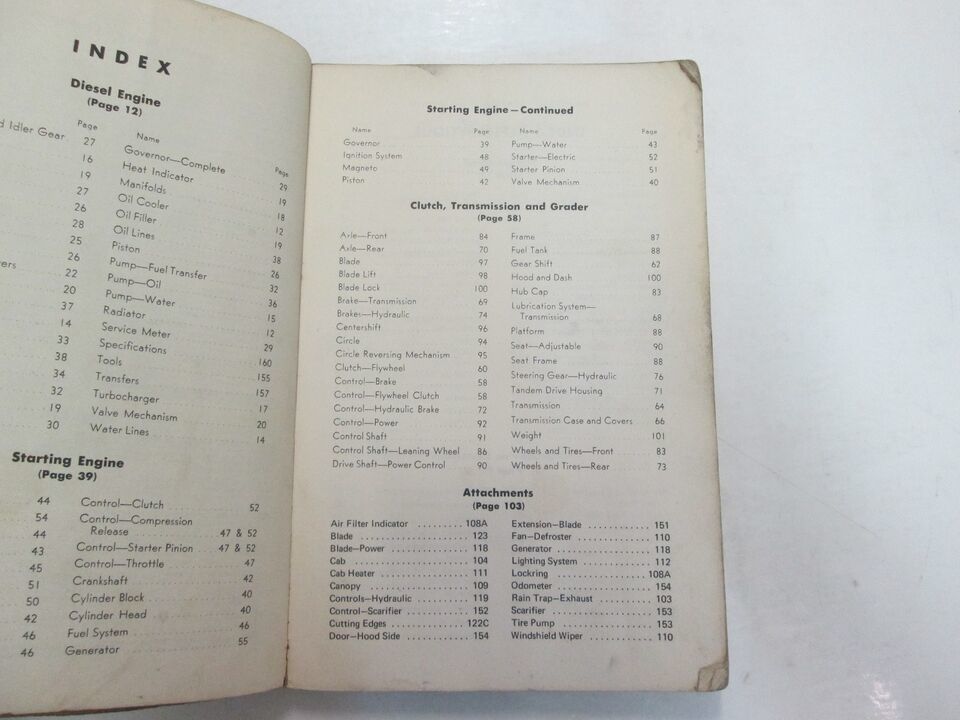 INDEX
Diesel Engine
(Page 12)
Page Name Page
Idler Gear 27 Governor—Complete 29
16 Heat Indicator 19
19 Manifolds 18
27 Oil Cooler 12
26 Oil Filler 19
28 Oil Lines 38
25 Piston 26
26 Pump—Fuel Transfer 32
22 Pump—Oil 36
20 Pump—Water 15
37 Radiator 12
14 Service Meter 29
33 Specifications 160
38 Tools 155
34 Transfers 157
32 Turbocharger 17
19 Valve Mechanism 20
30 Water Lines 14
Starting Engine
(Page 39)
44 Control—Clutch 52
54 Control—Compression
44 Release 47 & 52
43 Control—Starter Pinion 47 & 52
45 Control—Throttle 47
51 Crankshaft 42
50 Cylinder Block 40
42 Cylinder Head 40
46 Fuel System 46
46 Generator 55
Starting Engine—Continued
Name Page Name Page
Governor 39 Pump—Water 43
Ignition System 48 Starter—Electric 52
Magneto 49 Starter Pinion 51
Piston 42 Valve Mechanism 40
Clutch, Transmission and Grader
(Page 58)
Axle—Front 84
Axle—Rear 70
Blade 97
Blade Lift 98
Blade Lock 100
Brake—Transmission 69
Brakes—Hydraulic 74
Centershift 96
Circle 94
Circle Reversing Mechanism 95
Clutch—Flywheel 60
Control—Brake 58
Control—Flywheel Clutch 58
Control—Hydraulic Brake 72
Control—Power 92
Control Shaft 91
Control Shaft—Leaning Wheel 86
Drive Shaft—Power Control 90
Frame 87
Fuel Tank 88
Gear Shift 62
Hood and Dash 100
Hub Cap 83
Lubrication System—
Transmission 68
Platform 88
Seat—Adjustable 90
Seat Frame 88
Steering Gear—Hydraulic 76
Tandem Drive Housing 71
Transmission 64
Transmission Case and Covers 66
Weight 101
Wheels and Tires—Front 83
Wheels and Tires—Rear 73
Attachments
(Page 103)
Air Filter Indicator ......... 108A
Blade ......... 123
Blade—Power ......... 118
Cab ......... 104
Cab Heater ......... 111
Canopy ......... 109
Controls—Hydraulic ......... 119
Control—Scarifier ......... 152
Cutting Edges ......... 122C
Door—Hood Side ......... 154
Extension—Blade ......... 151
Fan—Defroster ......... 110
Generator ......... 118
Lighting System ......... 112
Lockring ......... 108A
Odometer ......... 154
Rain Trap—Exhaust ......... 103
Scarifier ......... 153
Tire Pump ......... 153
Windshield Wiper ......... 110